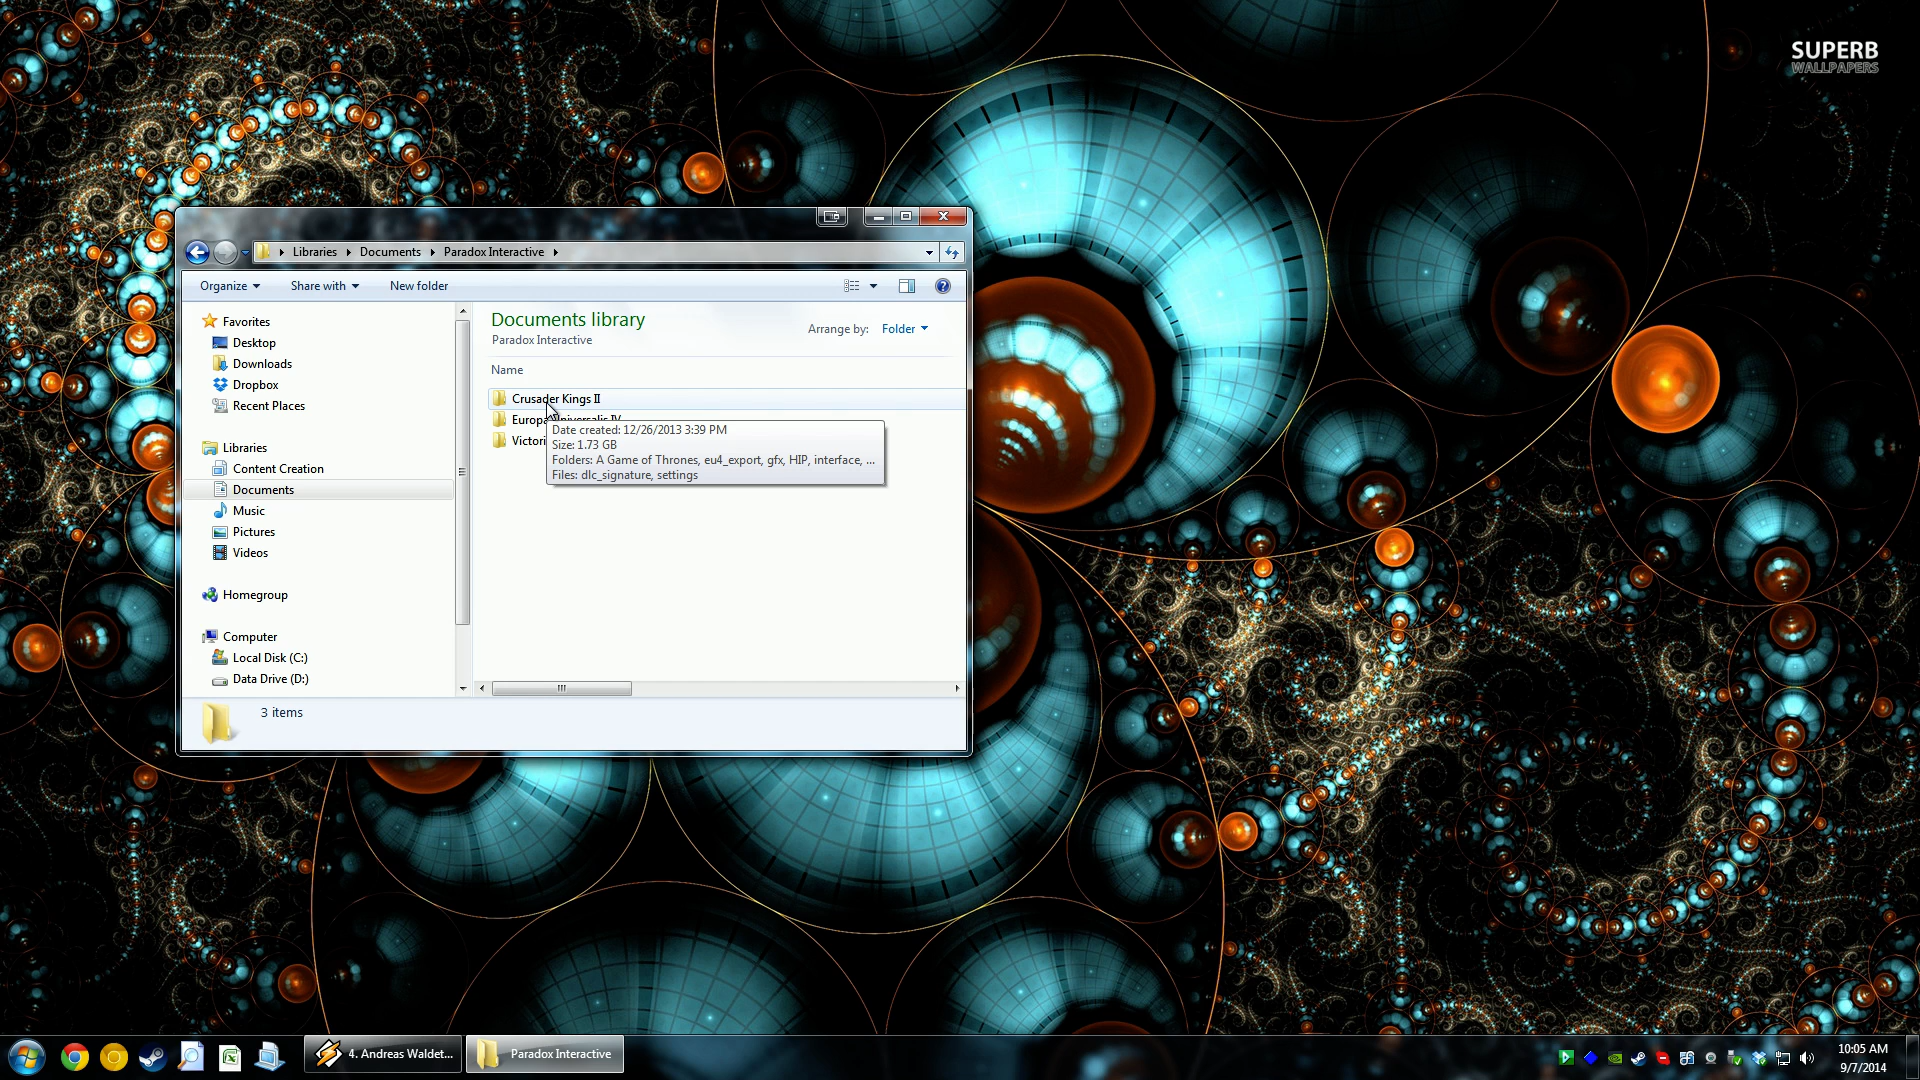 SUPERB
WALLPAPERS
Libraries Documents Paradox Interactive
Organize Share with New folder
Favorites
Desktop
Downloads
Dropbox
Recent Places
Libraries
Content Creation
Documents
Music
Pictures
Videos
Homegroup
Computer
Local Disk (C:)
Data Drive (D:)
Documents library
Paradox Interactive
Arrange by: Folder
Name
Crusader Kings II
Europa Universalis IV
Victori
Date created: 12/26/2013 3:39 PM
Size: 1.73 GB
Folders: A Game of Thrones, eu4_export, gfx, HIP, interface, ...
Files: dlc_signature, settings
3 items
4. Andreas Waldet...
Paradox Interactive
10:05 AM
9/7/2014